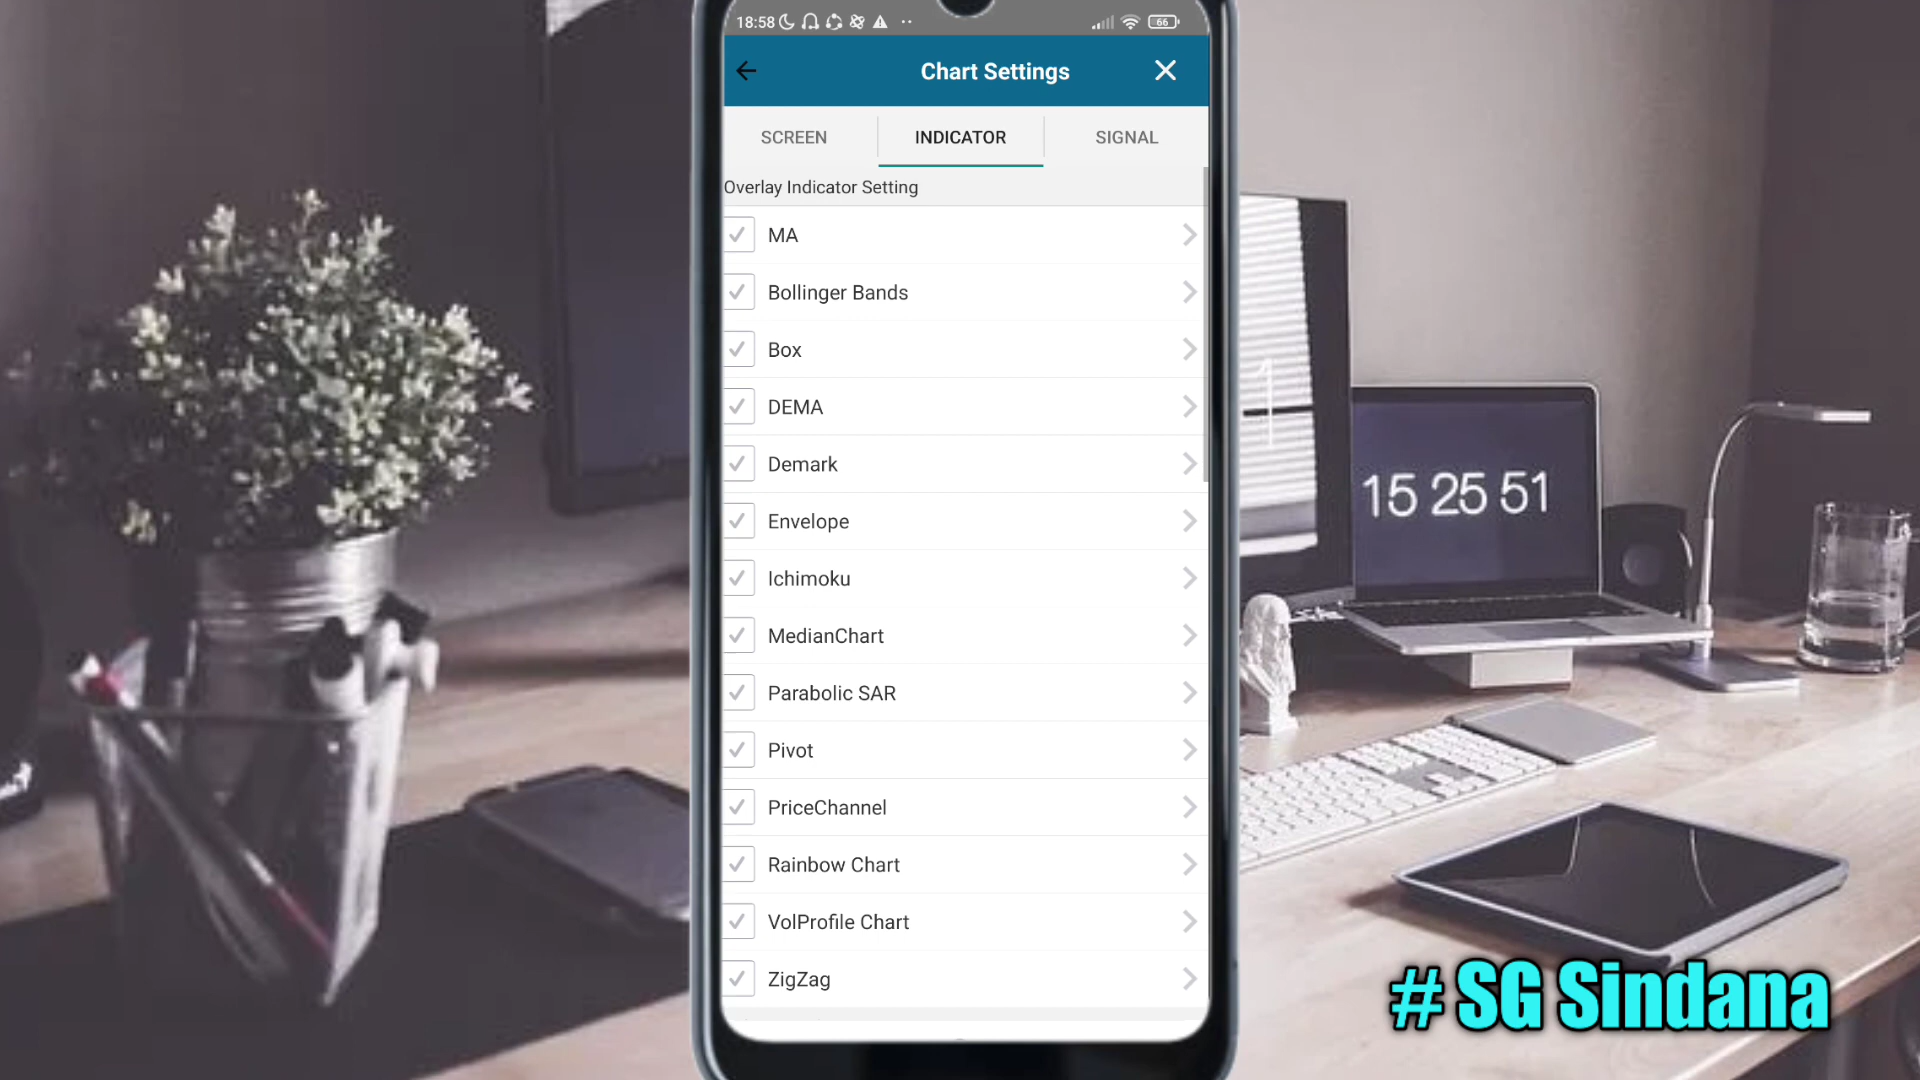 18:58
66
Chart Settings
SCREEN
INDICATOR
SIGNAL
Overlay Indicator Setting
MA
Bollinger Bands
Box
DEMA
Demark
Envelope
Ichimoku
MedianChart
Parabolic SAR
Pivot
PriceChannel
Rainbow Chart
VolProfile Chart
ZigZag
15 25 51
# SG Sindana